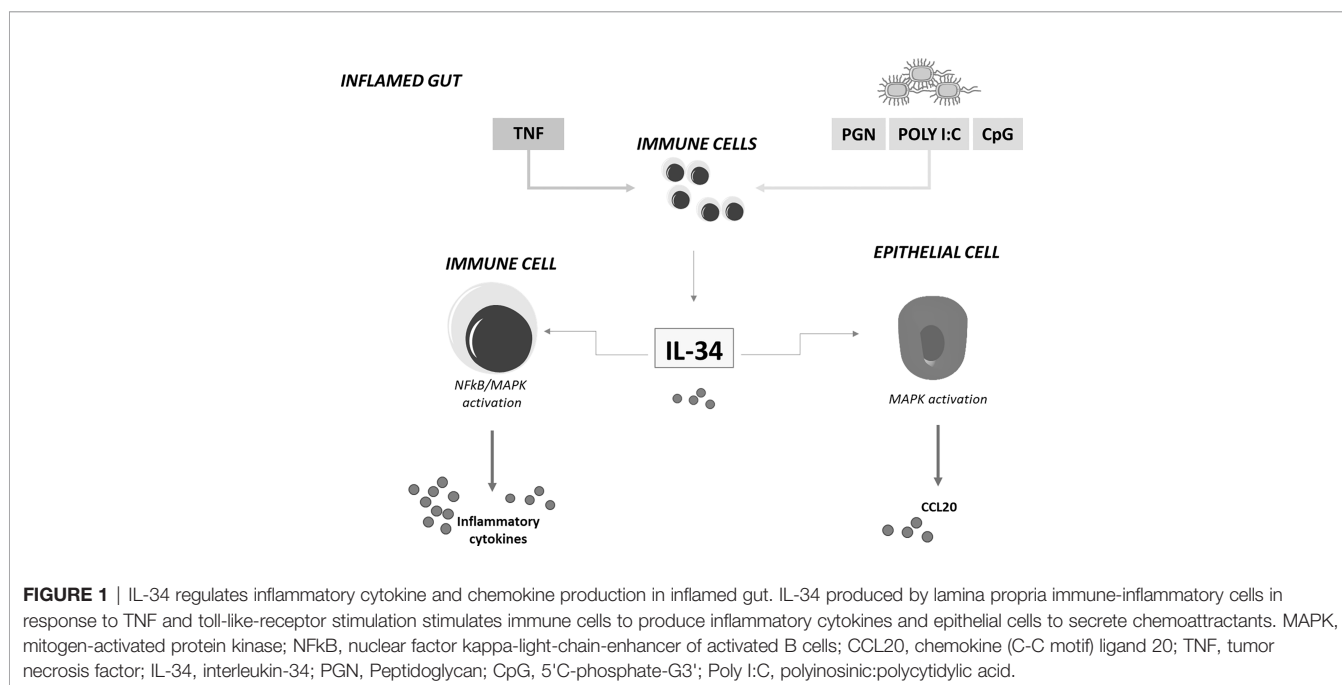 INFLAMED GUT
TNF
IMMUNE CELLS
PGN
POLY I:C
CpG
IMMUNE CELL
EPITHELIAL CELL
IL-34
NFkB/MAPK
activation
MAPK activation
Inflammatory
cytokines
CCL20
FIGURE 1 | IL-34 regulates inflammatory cytokine and chemokine production in inflamed gut. IL-34 produced by lamina propria immune-inflammatory cells in
response to TNF and toll-like-receptor stimulation stimulates immune cells to produce inflammatory cytokines and epithelial cells to secrete chemoattractants. MAPK,
mitogen-activated protein kinase; NFkB, nuclear factor kappa-light-chain-enhancer of activated B cells; CCL20, chemokine (C-C motif) ligand 20; TNF, tumor
necrosis factor; IL-34, interleukin-34; PGN, Peptidoglycan; CpG, 5'C-phosphate-G3'; Poly I:C, polyinosinic:polycytidylic acid.